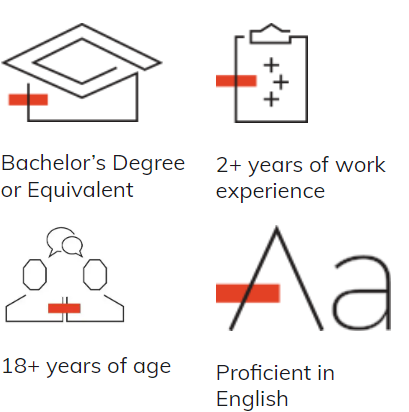 Bachelor’s Degree
or Equivalent
2+ years of work
experience
18+ years of age
Aa
Proficient in
English